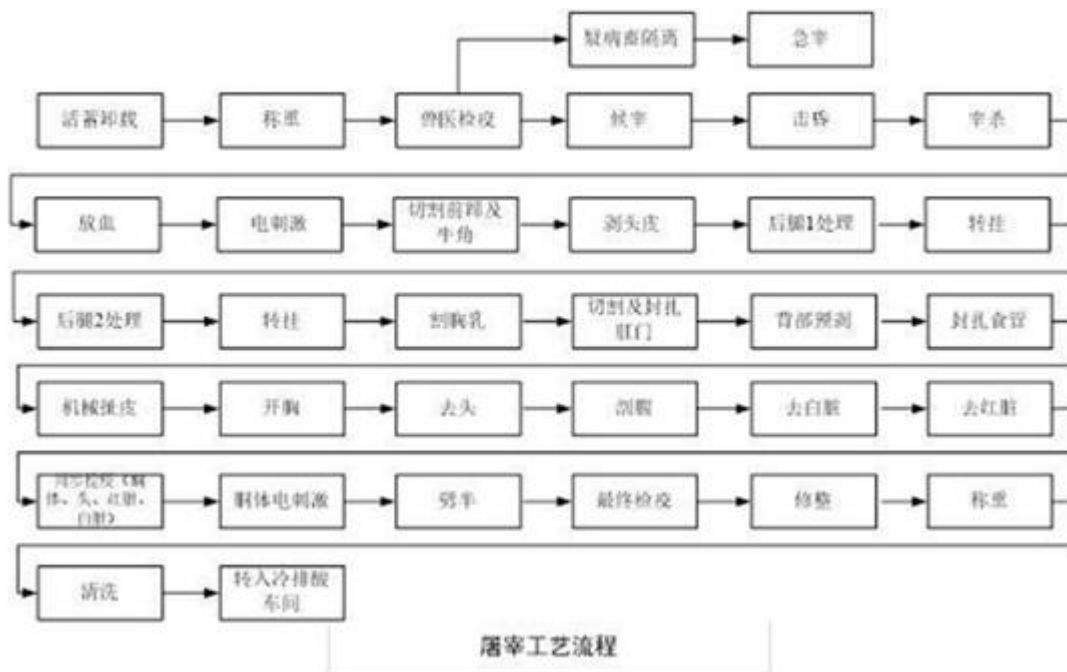 疑病畜隔离
急宰
活蓄卸载
称重
兽医检疫
候宰
击昏
宰杀
放血
电刺激
切割前蹄及
牛角
剥头皮
后腿1处理
转挂
后腿2处理
转挂
割胸乳
切割及封扎
肛门
背部预剥
封扎食管
机械扯皮
开胸
去头
剖腹
去白脏
去红脏
同步检疫（胴
体、头、红脏、
白脏）
胴体电刺激
劈半
最终检疫
修整
称重
清洗
转入冷排酸
车间
屠宰工艺流程